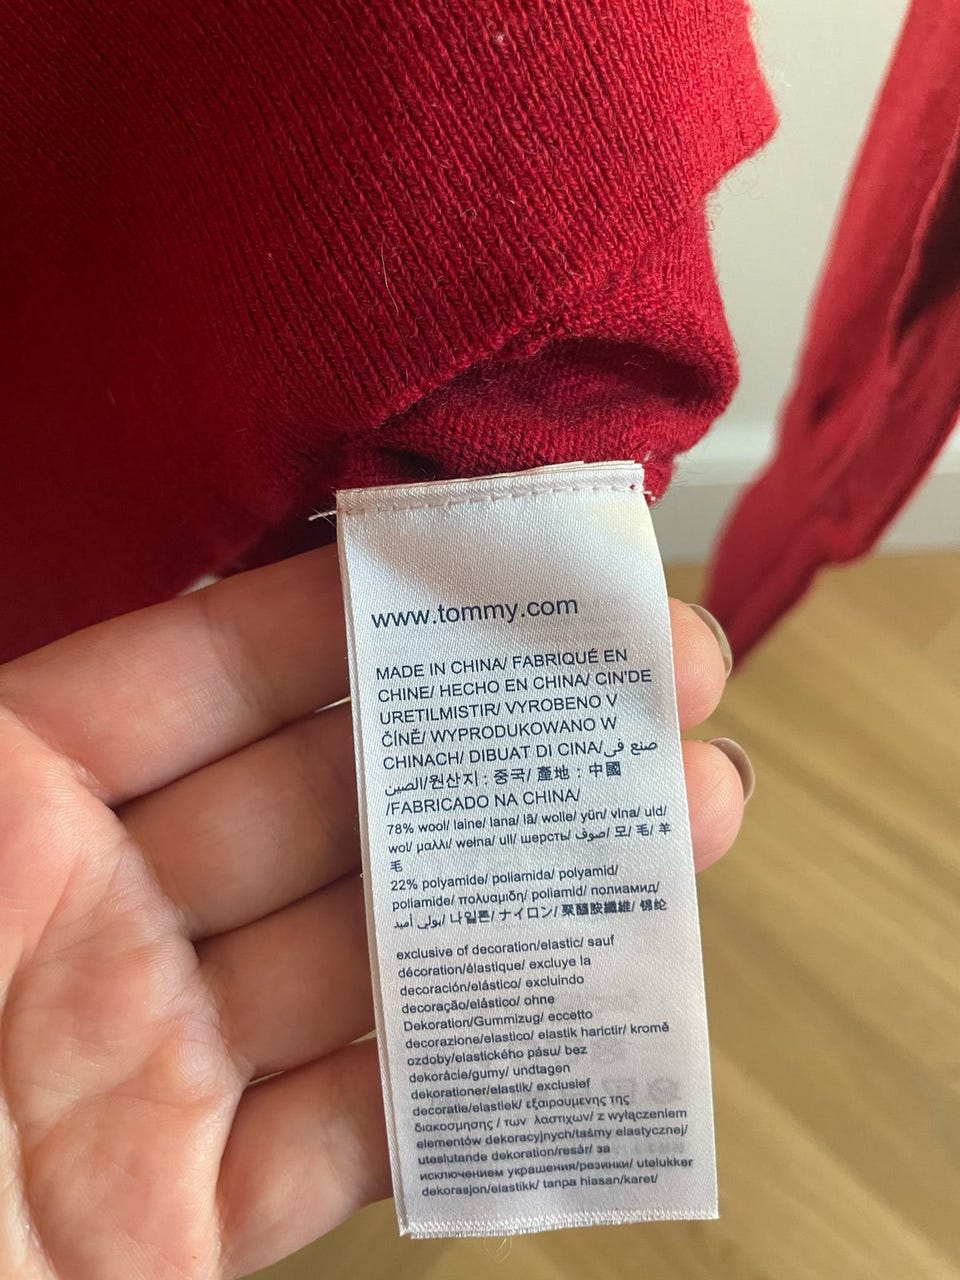 www.tommy.com
MADE IN CHINA/ FABRIQUÉ EN
CHINE/ HECHO EN CHINA/ CIN'DE
URETILMISTIR/ VYROBENO V
ČÍNĚ/ WYPRODUKOWANO W
CHINACH/ DIBUAT DI CINA/صنع في
الصين/원산지 : 중국/ 產地 : 中國
/FABRICADO NA CHINA/
78% wool/ laine/ lana/ lã/ wolle/ yün/ vlna/ uld/
wol/ μαλλι/ wełna/ ull/ шерсть/ صوف/ 모/ 毛/ 羊
毛
22% polyamide/ poliamida/ polyamid/
poliamide/ πολυαμιδη/ poliamid/ полиамид/
بولي أميد/ 나일론/ ナイロン/ 聚醯胺纖維/ 锦纶
exclusive of decoration/elastic/ sauf
décoration/élastique/ excluye la
decoración/elástico/ excluindo
decoração/elástico/ ohne
Dekoration/Gummizug/ eccetto
decorazione/elastico/ elastik harictir/ kromě
ozdoby/elastického pásu/ bez
dekorácie/gumy/ undtagen
dekorationer/elastik/ exclusief
decoratie/elastiek/ εξαιρουμενης της
διακοσμησης / των λαστιχων/ z wyłączeniem
elementów dekoracyjnych/taśmy elastycznej/
uteslutande dekoration/resår/ за
исключением украшения/резинки/ utelukker
dekorasjon/elastikk/ tanpa hiasan/karet/